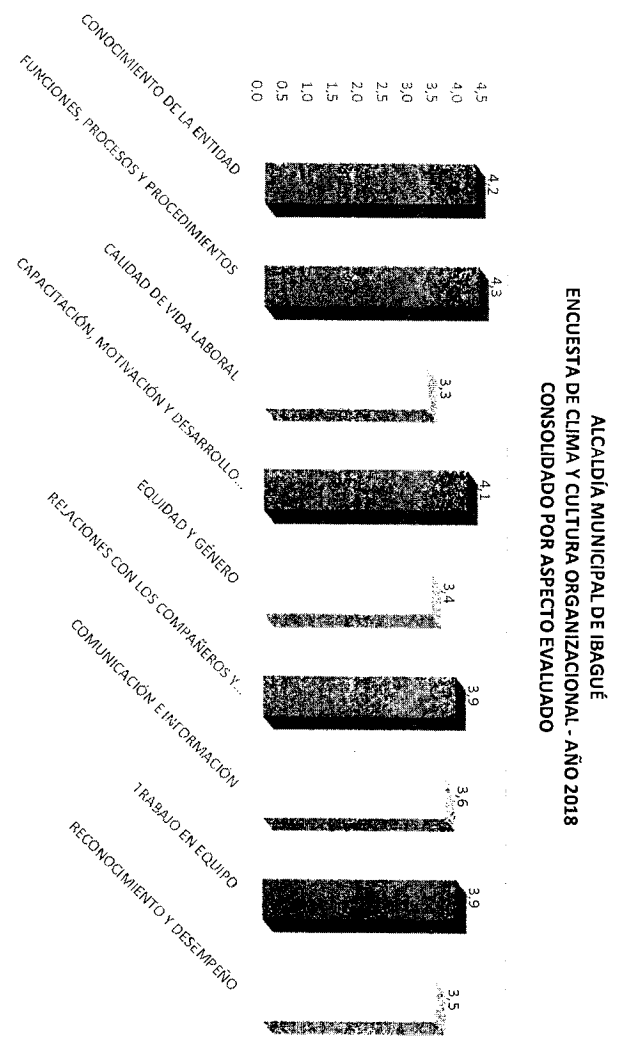 ALCALDÍA MUNICIPAL DE IBAGUÉ
ENCUESTA DE CLIMA Y CULTURA ORGANIZACIONAL - AÑO 2018
CONSOLIDADO POR ASPECTO EVALUADO
4,5
4,0
3,5
3,0
2,5
2,0
1,5
1,0
0,5
0,0
4,2
4,3
3,3
4,1
3,4
3,9
3,6
3,9
3,5
CONOCIMIENTO DE LA ENTIDAD
FUNCIONES, PROCESOS Y PROCEDIMIENTOS
CALIDAD DE VIDA LABORAL
CAPACITACIÓN, MOTIVACIÓN Y DESARROLLO...
EQUIDAD Y GÉNERO
RELACIONES CON LOS COMPAÑEROS Y...
COMUNICACIÓN E INFORMACIÓN
TRABAJO EN EQUIPO
RECONOCIMIENTO Y DESEMPEÑO